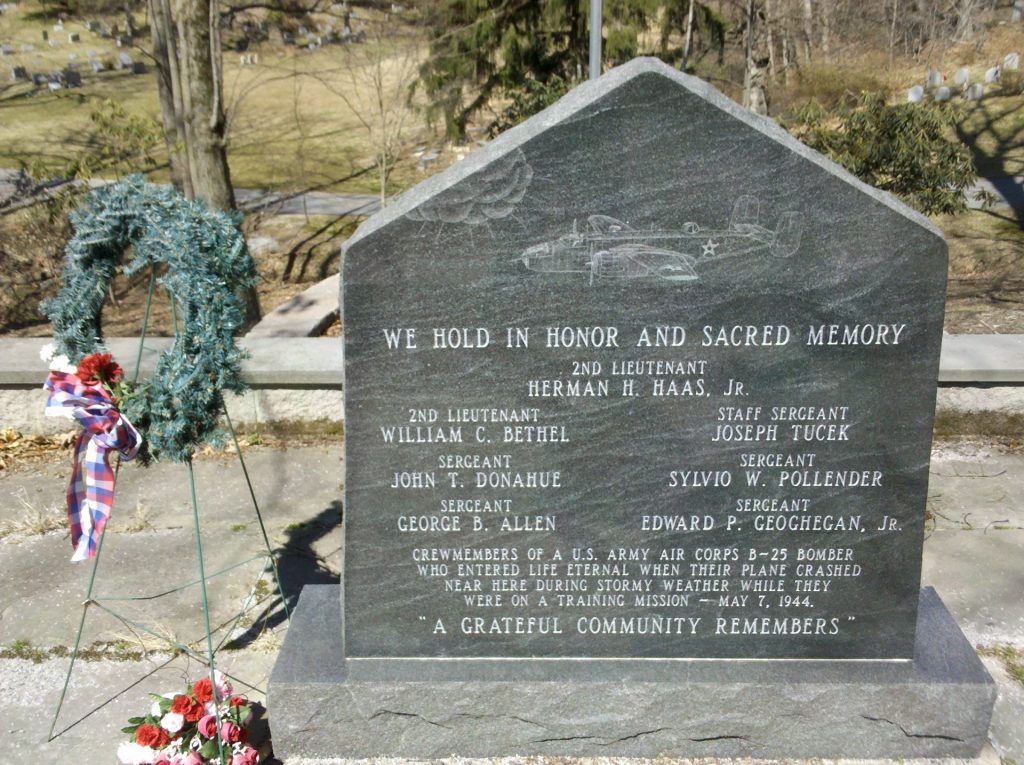 WE HOLD IN HONOR AND SACRED MEMORY
2ND LIEUTENANT
HERMAN H. HAAS, JR.
2ND LIEUTENANT
WILLIAM C. BETHEL
STAFF SERGEANT
JOSEPH TUCEK
SERGEANT
JOHN T. DONAHUE
SERGEANT
SYLVIO W. POLLENDER
SERGEANT
GEORGE B. ALLEN
SERGEANT
EDWARD P. GEOGHEGAN, JR.
CREWMEMBERS OF A U.S. ARMY AIR CORPS B-25 BOMBER
WHO ENTERED LIFE ETERNAL WHEN THEIR PLANE CRASHED
NEAR HERE DURING STORMY WEATHER WHILE THEY
WERE ON A TRAINING MISSION - MAY 7, 1944.
"A GRATEFUL COMMUNITY REMEMBERS"